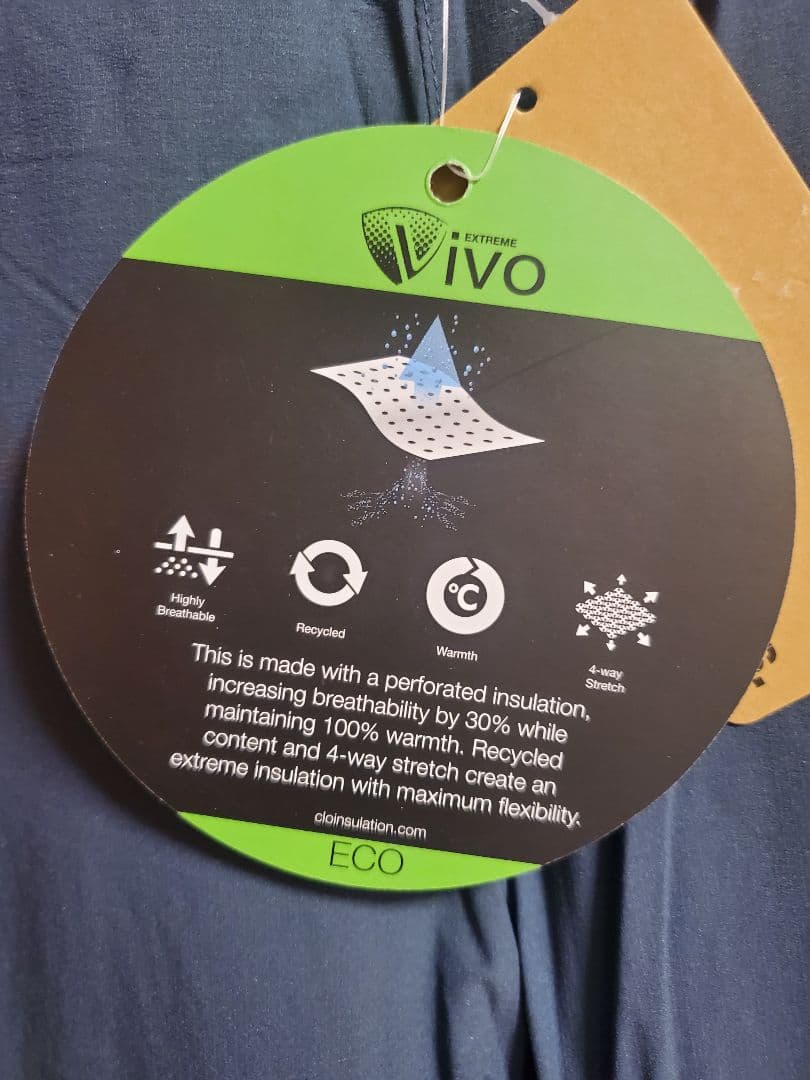 EXTREME
Vivo
°C
Highly
Breathable
Recycled
Warmth
4-way
Stretch
This is made with a perforated insulation,
increasing breathability by 30% while
maintaining 100% warmth. Recycled
content and 4-way stretch create an
extreme insulation with maximum flexibility.
cloinsulation.com
ECO